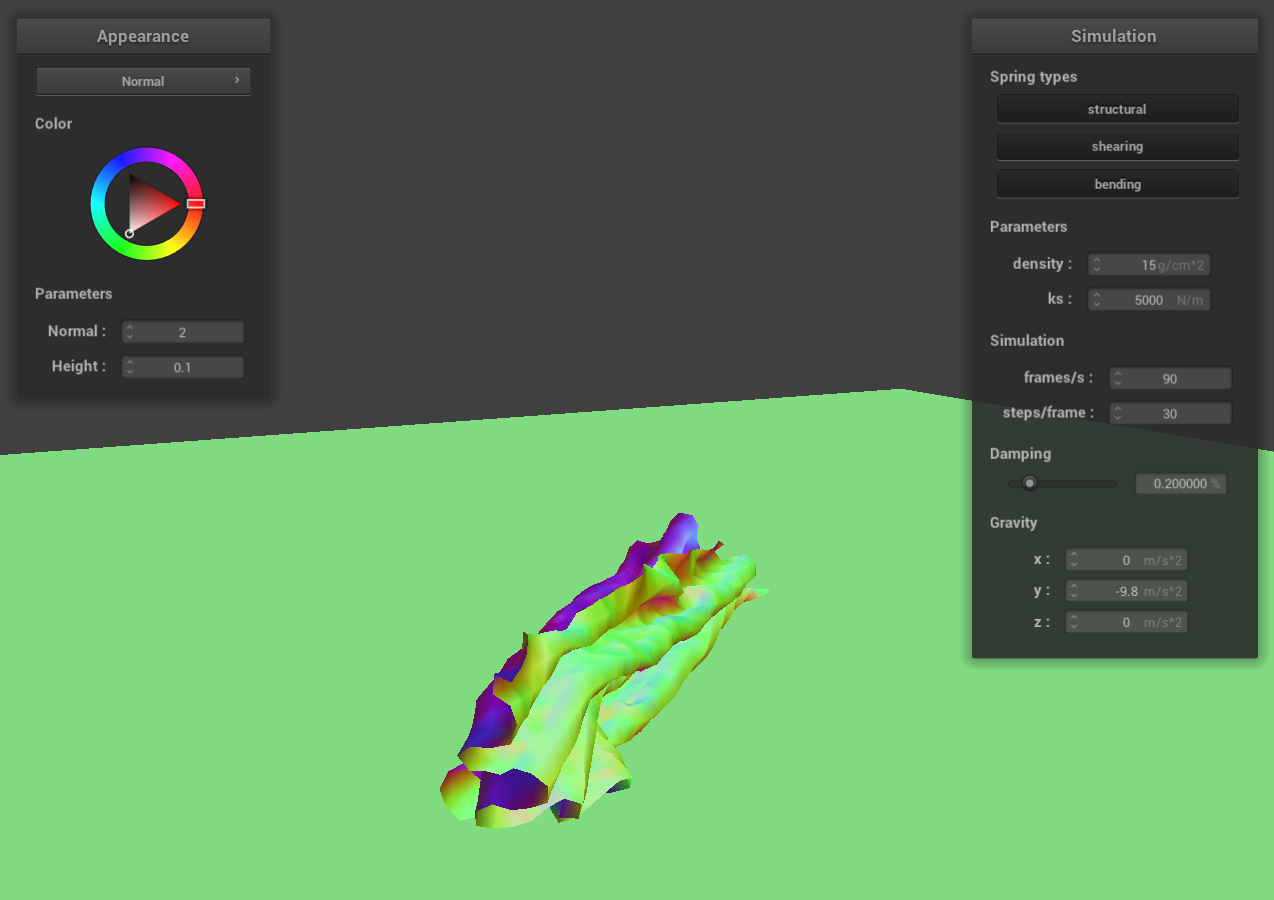 Appearance
Normal
Color
Parameters
Normal : 2
Height : 0.1
Simulation
Spring types
structural
shearing
bending
Parameters
density : 15 g/cm^2
ks : 5000 N/m
Simulation
frames/s : 90
steps/frame : 30
Damping
0.200000 %
Gravity
x : 0 m/s^2
y : -9.8 m/s^2
z : 0 m/s^2